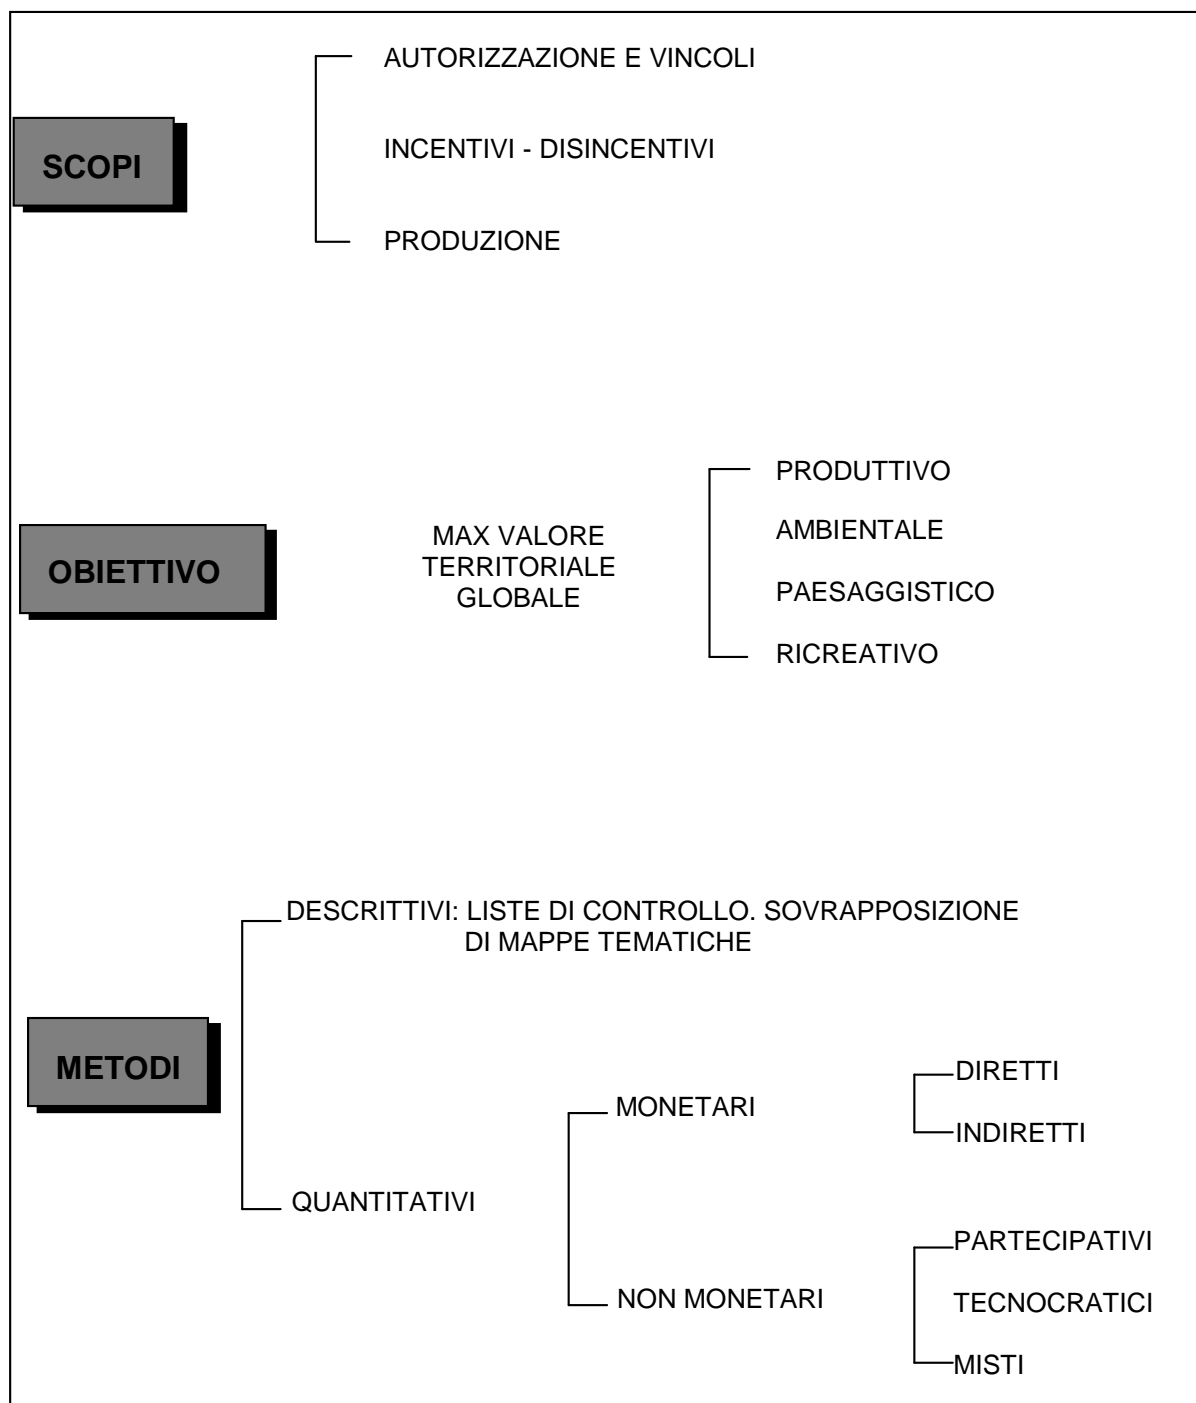 AUTORIZZAZIONE E VINCOLI
SCOPI
INCENTIVI - DISINCENTIVI
PRODUZIONE
OBIETTIVO
MAX VALORE
TERRITORIALE
GLOBALE
PRODUTTIVO
AMBIENTALE
PAESAGGISTICO
RICREATIVO
METODI
DESCRITTIVI: LISTE DI CONTROLLO. SOVRAPPOSIZIONE
DI MAPPE TEMATICHE
QUANTITATIVI
MONETARI
DIRETTI
INDIRETTI
NON MONETARI
PARTECIPATIVI
TECNOCRATICI
MISTI